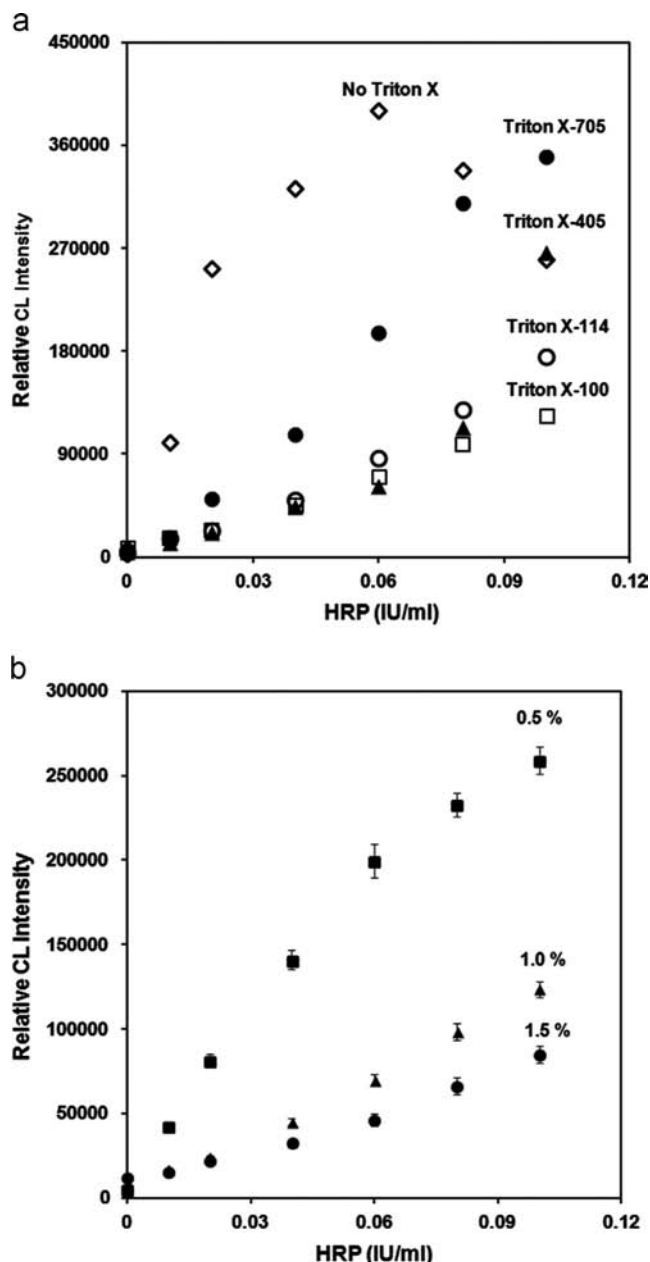 a
450000
No Triton X
360000
Triton X-705
270000
Triton X-405
180000
Triton X-114
Triton X-100
90000
0
0 0.03 0.06 0.09 0.12
Relative CL Intensity
HRP (IU/ml)
b
300000
0.5 %
250000
200000
150000
1.0 %
100000
1.5 %
50000
0
0 0.03 0.06 0.09 0.12
Relative CL Intensity
HRP (IU/ml)